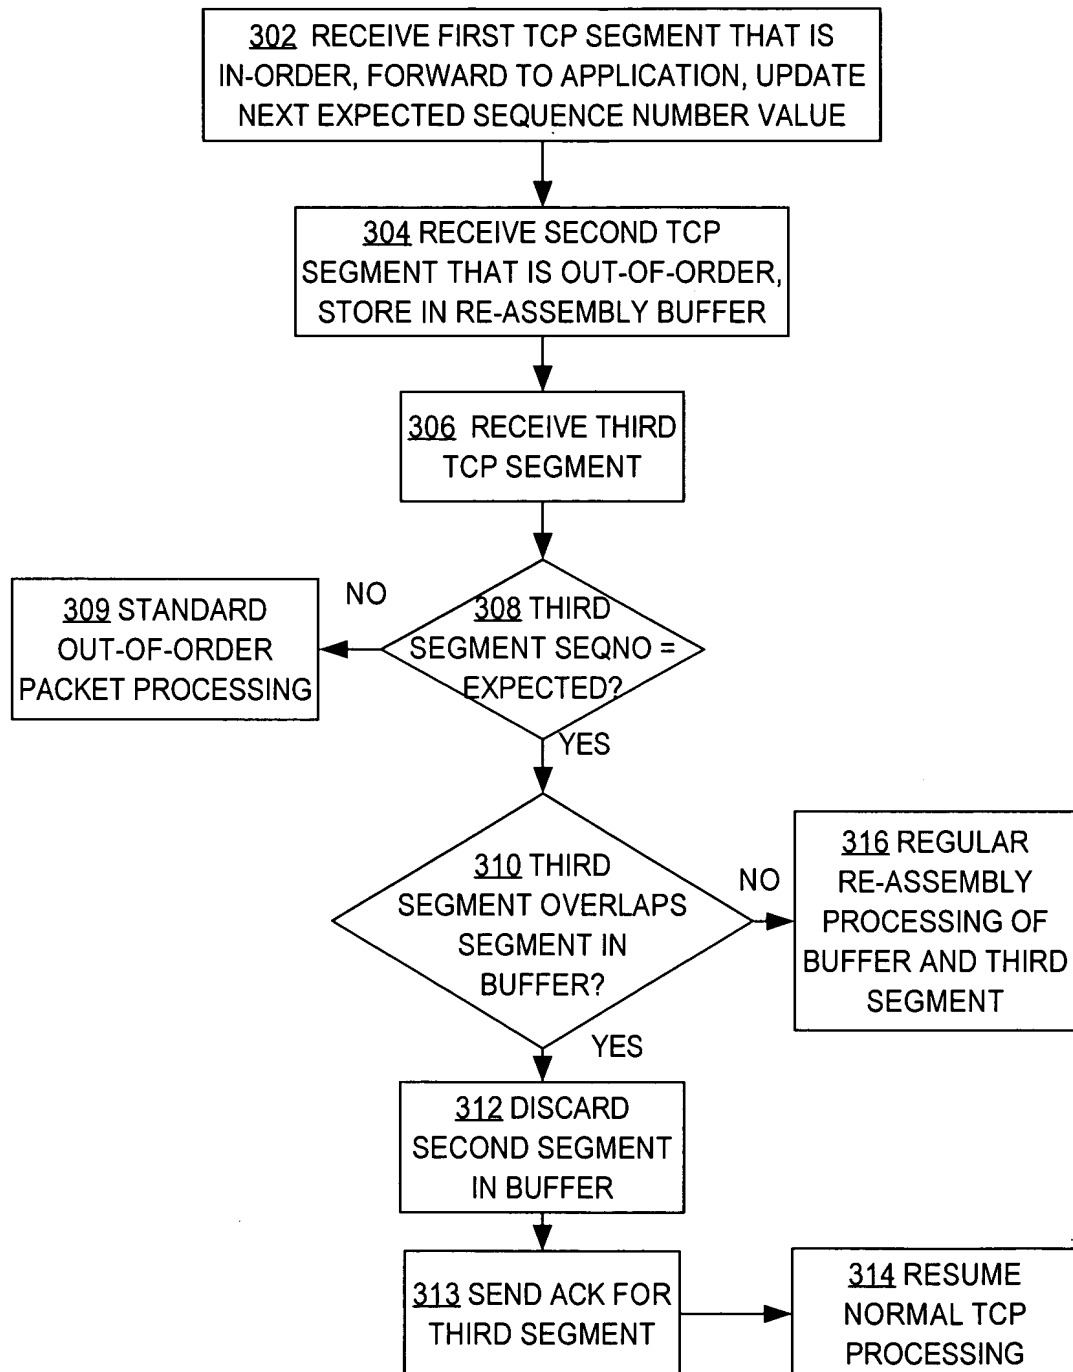 302 RECEIVE FIRST TCP SEGMENT THAT IS
IN-ORDER, FORWARD TO APPLICATION, UPDATE
NEXT EXPECTED SEQUENCE NUMBER VALUE
304 RECEIVE SECOND TCP
SEGMENT THAT IS OUT-OF-ORDER,
STORE IN RE-ASSEMBLY BUFFER
306 RECEIVE THIRD
TCP SEGMENT
308 THIRD
SEGMENT SEQNO =
EXPECTED?
NO
309 STANDARD
OUT-OF-ORDER
PACKET PROCESSING
YES
310 THIRD
SEGMENT OVERLAPS
SEGMENT IN
BUFFER?
NO
316 REGULAR
RE-ASSEMBLY
PROCESSING OF
BUFFER AND THIRD
SEGMENT
YES
312 DISCARD
SECOND SEGMENT
IN BUFFER
313 SEND ACK FOR
THIRD SEGMENT
314 RESUME
NORMAL TCP
PROCESSING